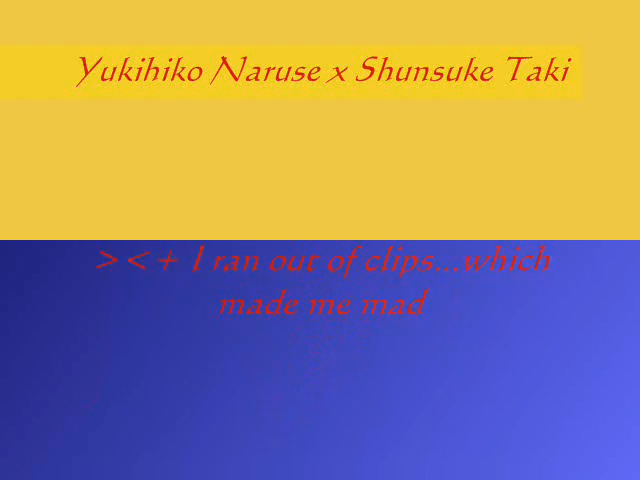 Yukihiko Naruse x Shunsuke Taki
><+ I ran out of clips...which
made me mad